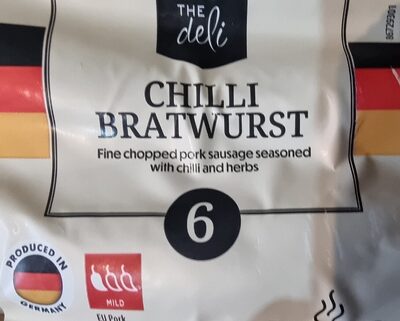 THE
deli
CHILLI
BRATWURST
Fine chopped pork sausage seasoned
with chilli and herbs
6
PRODUCED IN
GERMANY
MILD
EU Pork